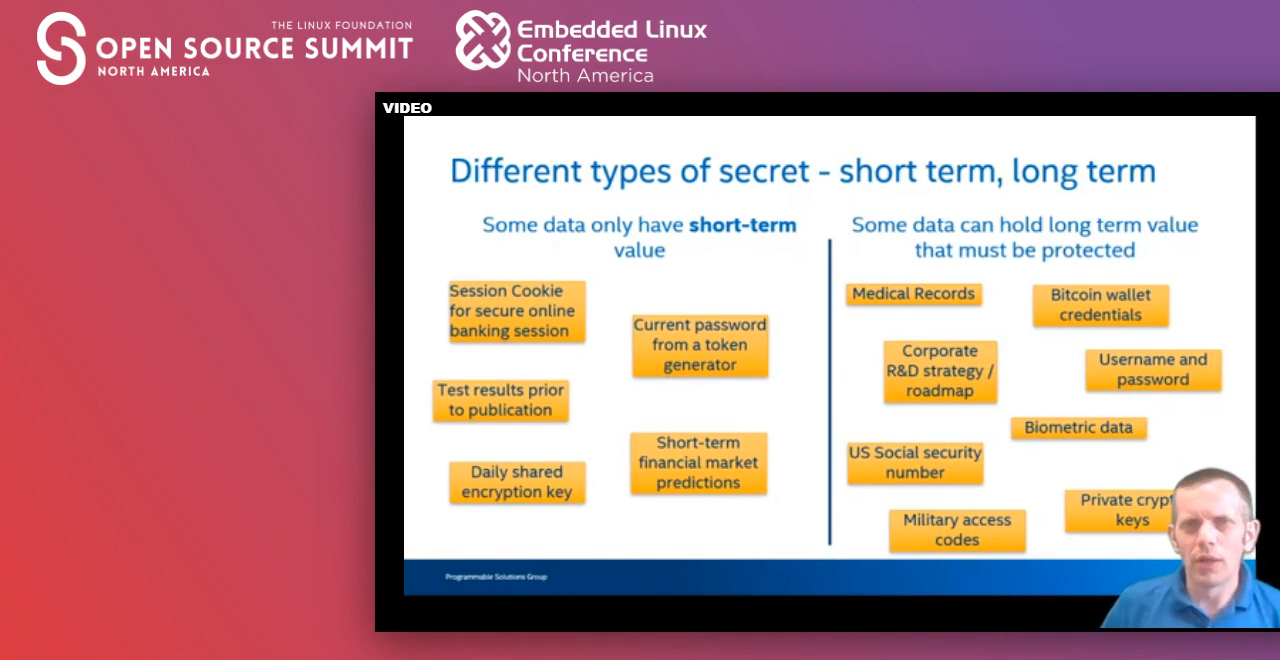 THE LINUX FOUNDATION
OPEN SOURCE SUMMIT
NORTH AMERICA
Embedded Linux
Conference
North America
VIDEO
Different types of secret - short term, long term
Some data only have short-term
value
Session Cookie
for secure online
banking session
Current password
from a token
generator
Test results prior
to publication
Short-term
financial market
predictions
Daily shared
encryption key
Some data can hold long term value
that must be protected
Medical Records
Bitcoin wallet
credentials
Corporate
R&D strategy /
roadmap
Username and
password
Biometric data
US Social security
number
Private crypt
keys
Military access
codes
Programmable Solutions Group